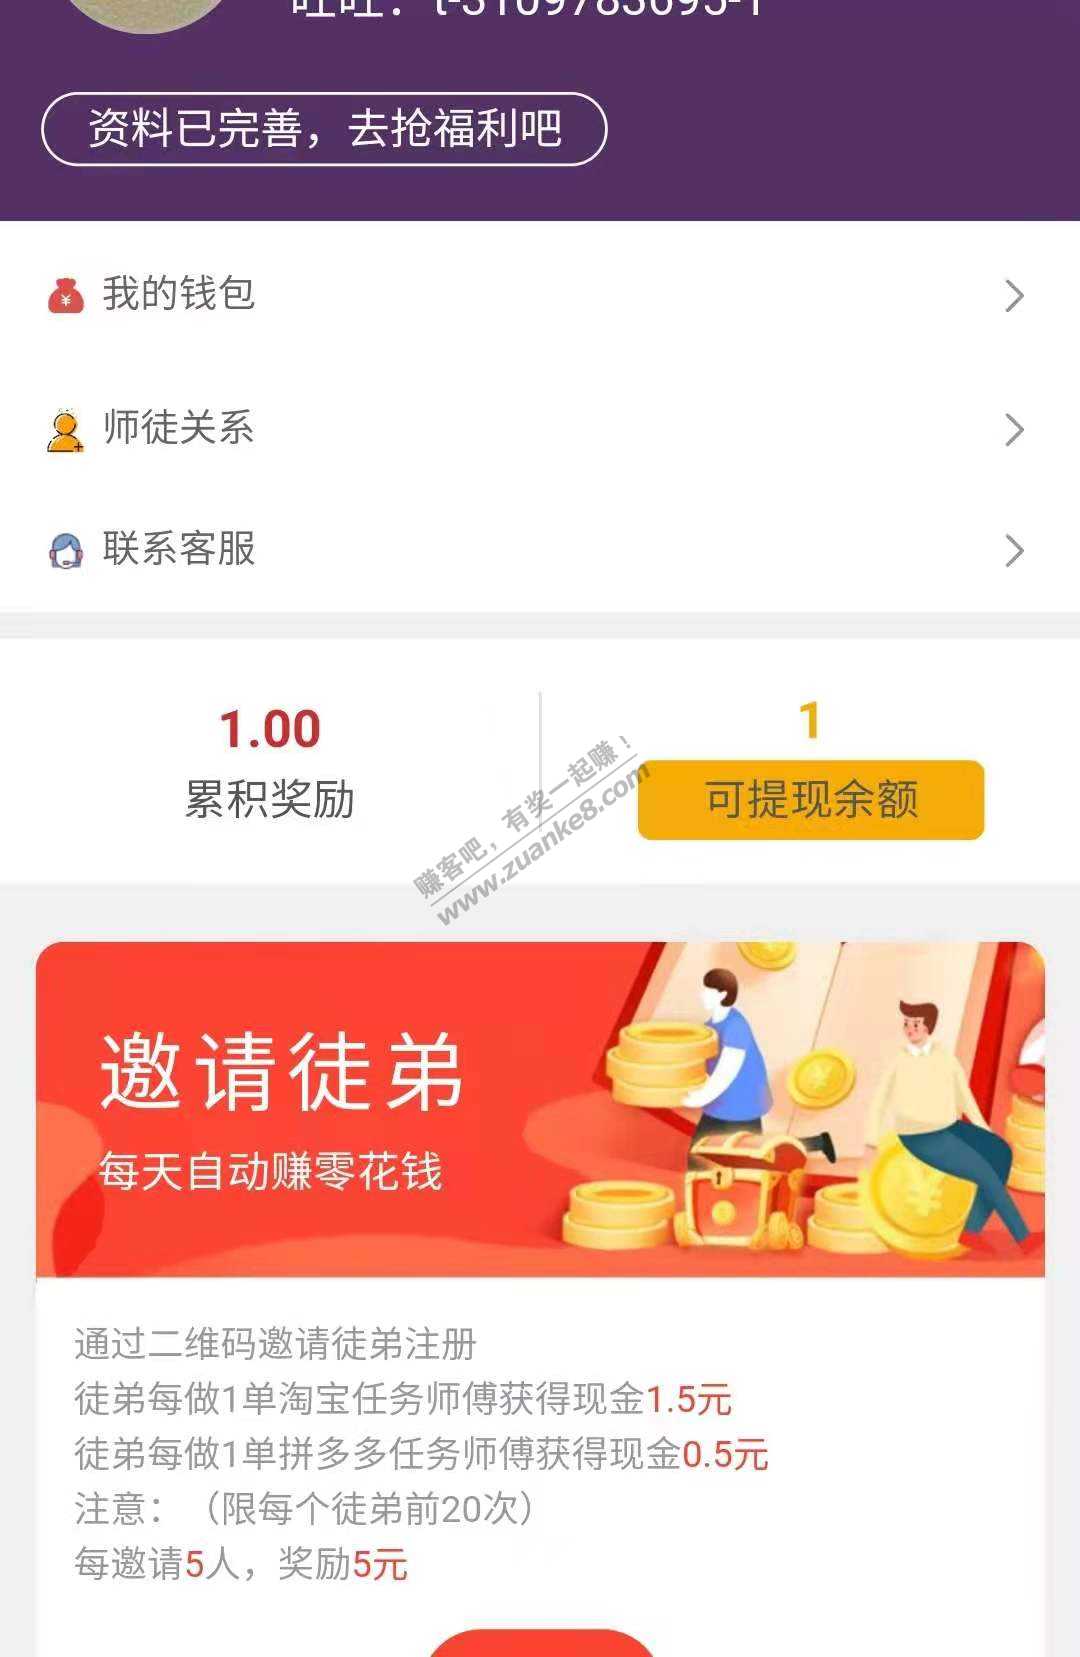 资料已完善，去抢福利吧
我的钱包
师徒关系
联系客服
1.00
累积奖励
1
可提现余额
赚客吧，有奖一起赚！
www.zuanke8.com
邀请徒弟
每天自动赚零花钱
通过二维码邀请徒弟注册
徒弟每做1单淘宝任务师傅获得现金1.5元
徒弟每做1单拼多多任务师傅获得现金0.5元
注意：（限每个徒弟前20次）
每邀请5人，奖励5元